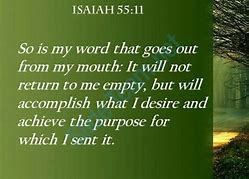 ISAIAH 55:11
So is my word that goes out
from my mouth: It will not
return to me empty, but will
accomplish what I desire and
achieve the purpose for
which I sent it.